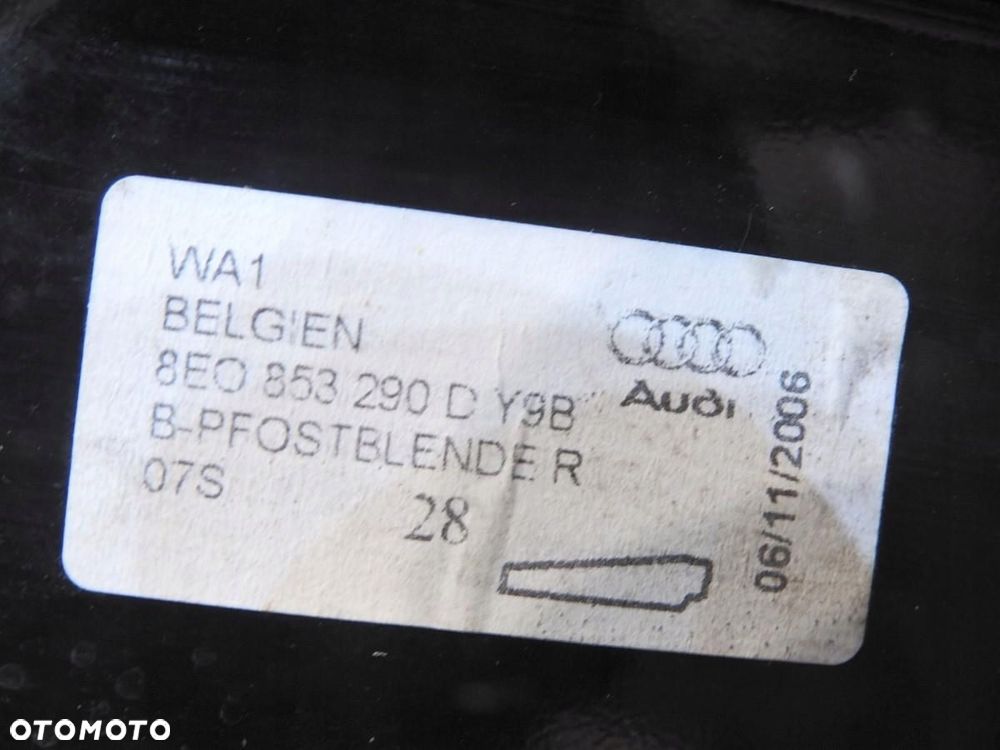 WA1
BELGIEN
8E0 853 290 D Y9B
B-PFOSTBLENDE R
07S
28
Audi
06/11/2006
OTOMOTO